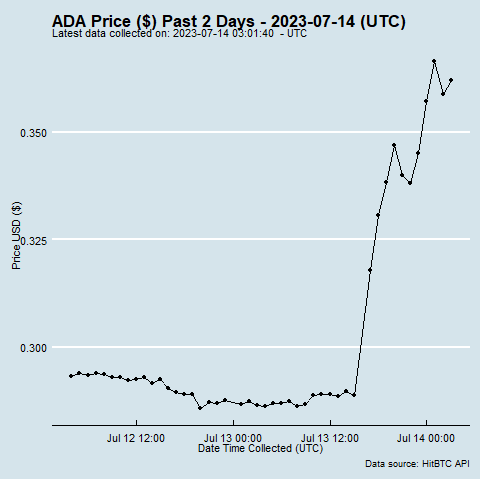 ADA Price ($) Past 2 Days - 2023-07-14 (UTC)
Latest data collected on: 2023-07-14 03:01:40 - UTC
Price USD ($)
0.350
0.325
0.300
Jul 12 12:00 Jul 13 00:00 Jul 13 12:00 Jul 14 00:00
Date Time Collected (UTC)
Data source: HitBTC API